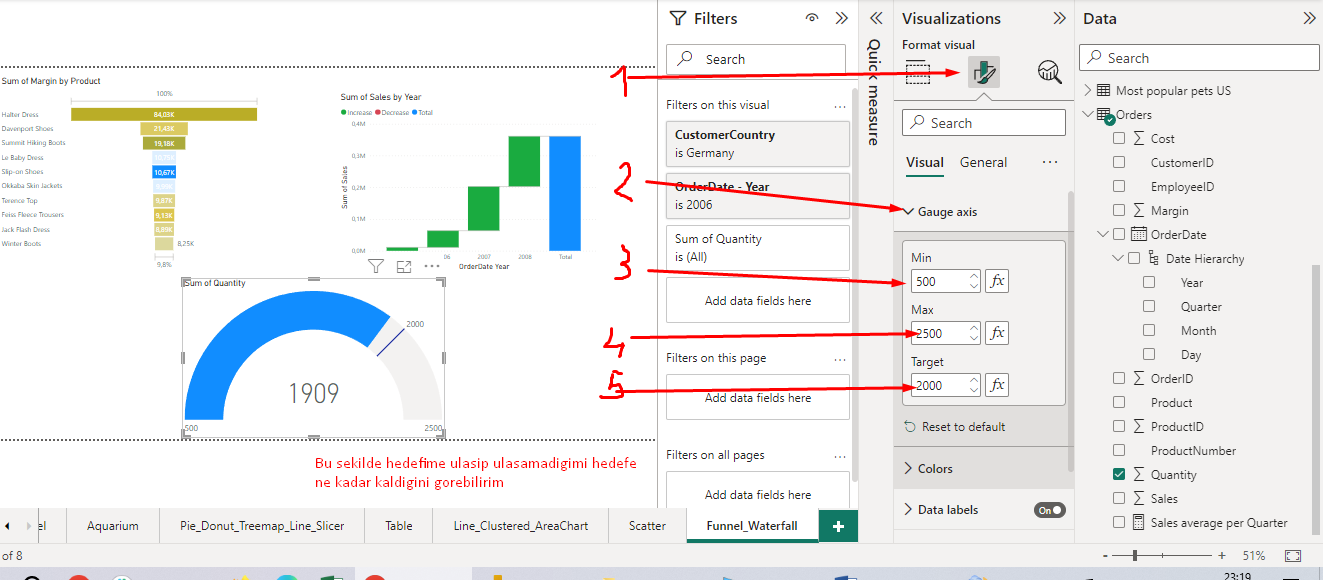 Sum of Margin by Product
100%
Halter Dress
84,03K
Davenport Shoes
21,43K
Summit Hiking Boots
19,18K
Le Baby Dress
Slip-on Shoes
10,67K
Okkaba Skin Jackets
Terence Top
9,87K
Feiss Fleece Trousers
9,13K
Jack Flash Dress
8,89K
Winter Boots
8,25K
9,8%
Sum of Sales by Year
Increase Decrease Total
0,4M
0,3M
0,2M
0,1M
0,0M
Sum of Sales
06 2007 2008 Total
OrderDate Year
Sum of Quantity
2000
1909
500
2500
Bu sekilde hedefime ulasip ulasamadigimi hedefe
ne kadar kaldigini gorebilirim
1
2
3
4
5
Filters
Search
Filters on this visual
CustomerCountry
is Germany
OrderDate - Year
is 2006
Sum of Quantity
is (All)
Add data fields here
Filters on this page
Add data fields here
Filters on all pages
Add data fields here
Quick measure
Visualizations
Format visual
Search
Visual General
Gauge axis
Min
500
fx
Max
2500
fx
Target
2000
fx
Reset to default
Colors
Data labels
On
Data
Search
Most popular pets US
Orders
Cost
CustomerID
EmployeeID
Margin
OrderDate
Date Hierarchy
Year
Quarter
Month
Day
OrderID
Product
ProductID
ProductNumber
Quantity
Sales
Sales average per Quarter
el Aquarium Pie_Donut_Treemap_Line_Slicer Table Line_Clustered_AreaChart Scatter Funnel_Waterfall +
of 8
- + 51%
23:19